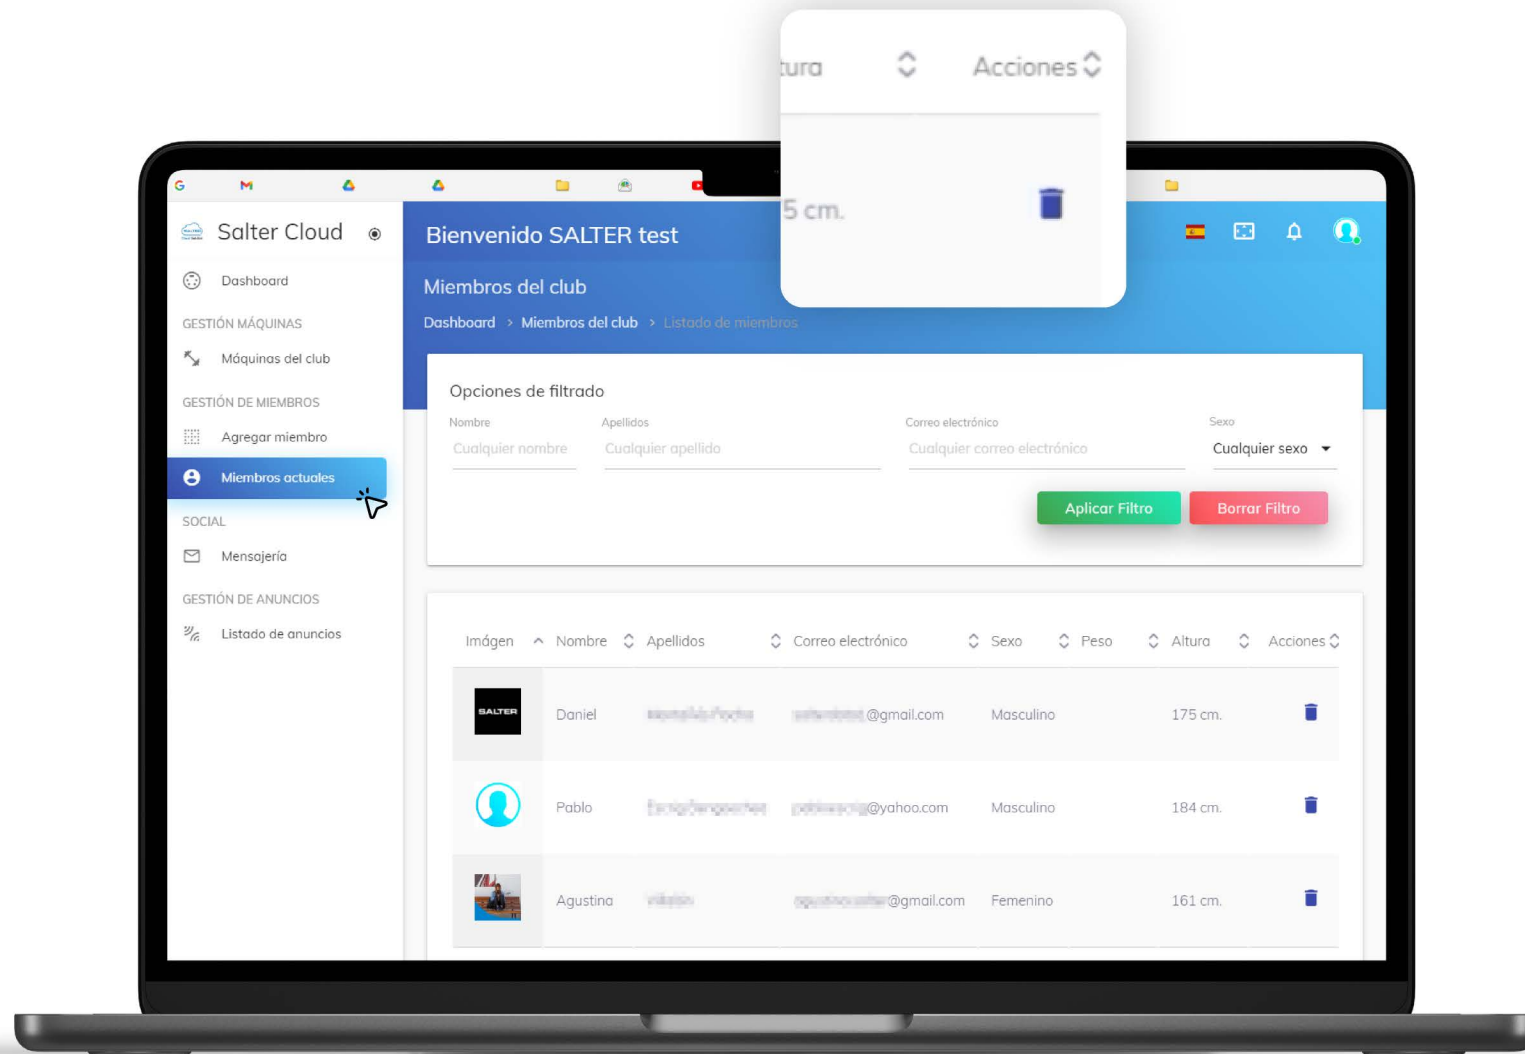 tura Acciones
5 cm.
Salter Cloud
Bienvenido SALTER test
Dashboard
Miembros del club
GESTIÓN MÁQUINAS
Dashboard > Miembros del club > Listado de miembros
Máquinas del club
GESTIÓN DE MIEMBROS
Agregar miembro
Miembros actuales
SOCIAL
Mensajería
GESTIÓN DE ANUNCIOS
Listado de anuncios
Opciones de filtrado
Nombre Apellidos Correo electrónico Sexo
Cualquier nombre Cualquier apellido Cualquier correo electrónico Cualquier sexo
Aplicar Filtro Borrar Filtro
Imágen Nombre Apellidos Correo electrónico Sexo Peso Altura Acciones
SALTER Daniel @gmail.com Masculino 175 cm.
Pablo @yahoo.com Masculino 184 cm.
Agustina @gmail.com Femenino 161 cm.